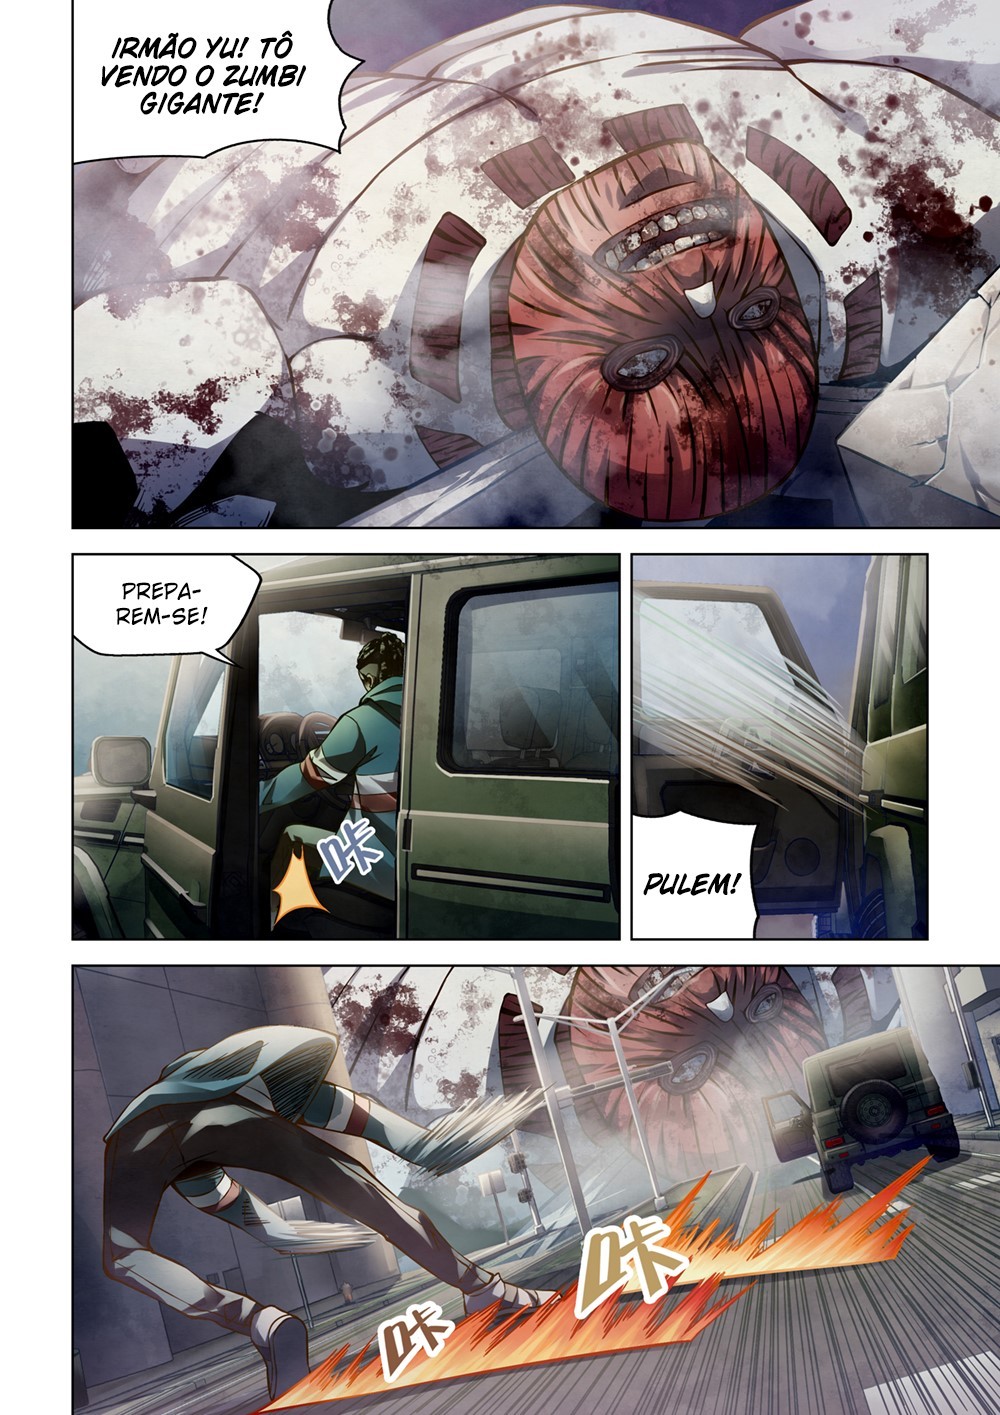 IRMÃO YU! TÔ
VENDO O ZUMBI
GIGANTE!
PREPA-
REM-SE!
咔
PULEM!
咔
咔